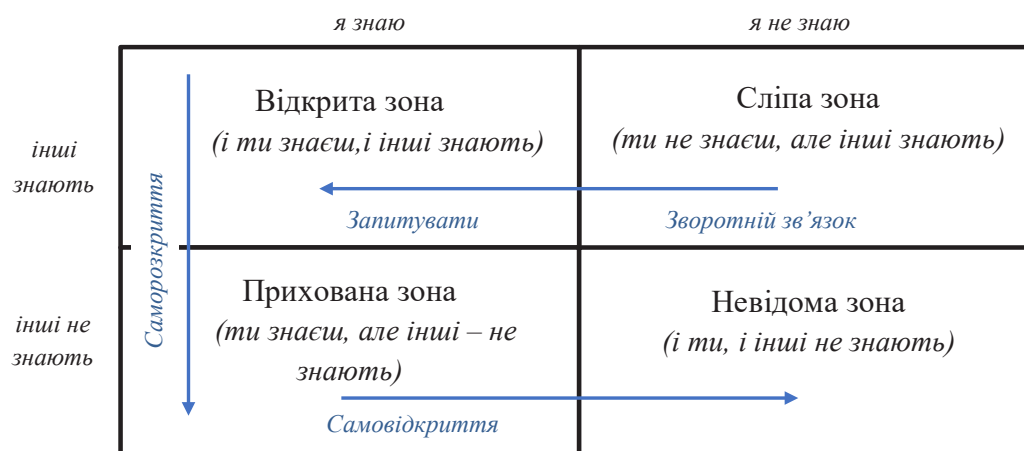 я знаю
я не знаю
інші
знають
Відкрита зона
(і ти знаєш,і інші знають)
Сліпа зона
(ти не знаєш, але інші знають)
Запитувати
Зворотній зв’язок
Саморозкриття
інші не
знають
Прихована зона
(ти знаєш, але інші – не
знають)
Самовідкриття
Невідома зона
(і ти, і інші не знають)